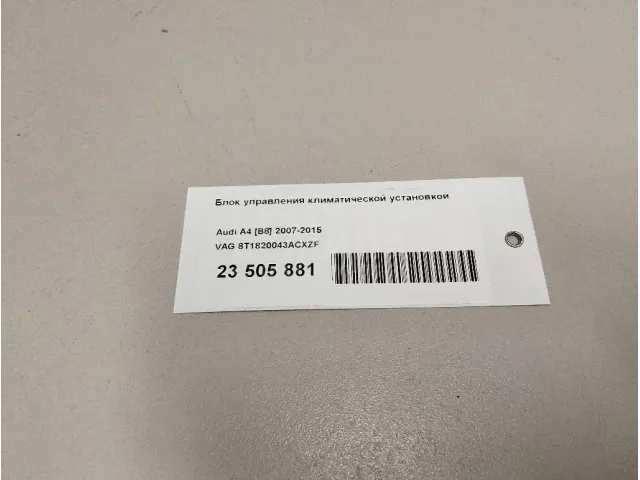 Блок управления климатической установкой
Audi A4 [B8] 2007-2015
VAG 8T1820043ACXZF
23 505 881